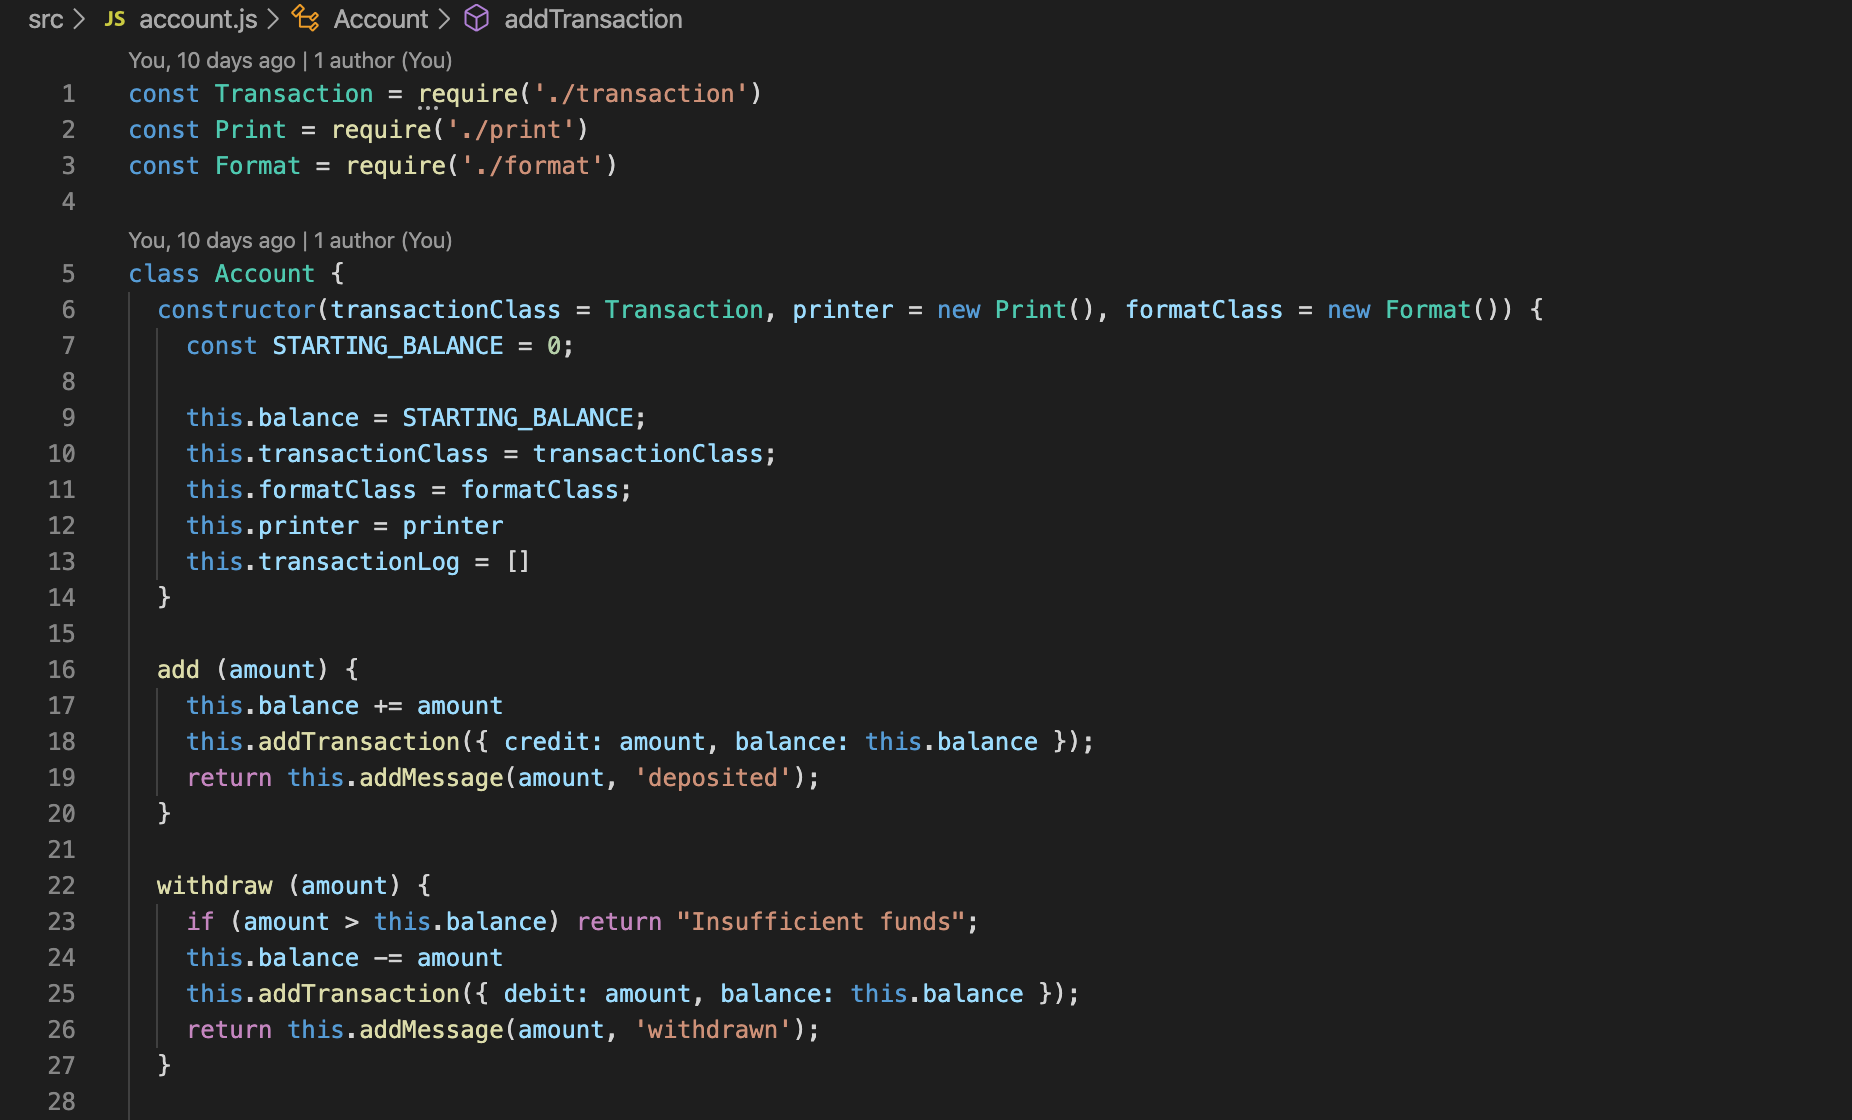 src > JS account.js > Account > addTransaction
You, 10 days ago | 1 author (You)
1 const Transaction = require('./transaction')
2 const Print = require('./print')
3 const Format = require('./format')
4
You, 10 days ago | 1 author (You)
5 class Account {
6   constructor(transactionClass = Transaction, printer = new Print(), formatClass = new Format()) {
7     const STARTING_BALANCE = 0;
8
9     this.balance = STARTING_BALANCE;
10     this.transactionClass = transactionClass;
11     this.formatClass = formatClass;
12     this.printer = printer
13     this.transactionLog = []
14   }
15
16   add (amount) {
17     this.balance += amount
18     this.addTransaction({ credit: amount, balance: this.balance });
19     return this.addMessage(amount, 'deposited');
20   }
21
22   withdraw (amount) {
23     if (amount > this.balance) return "Insufficient funds";
24     this.balance -= amount
25     this.addTransaction({ debit: amount, balance: this.balance });
26     return this.addMessage(amount, 'withdrawn');
27   }
28